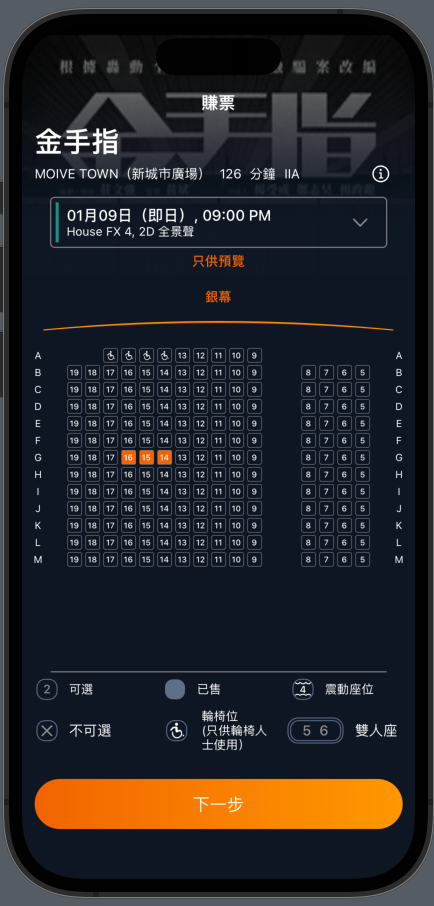 根據轟動
騙案改編
賺票
金手指
金手指
MOIVE TOWN（新城市廣場） 126 分鐘 IIA
01月09日（即日）, 09:00 PM
House FX 4, 2D 全景聲
只供預覽
銀幕
A 13 12 11 10 9 A
B 19 18 17 16 15 14 13 12 11 10 9 8 7 6 5 B
C 19 18 17 16 15 14 13 12 11 10 9 8 7 6 5 C
D 19 18 17 16 15 14 13 12 11 10 9 8 7 6 5 D
E 19 18 17 16 15 14 13 12 11 10 9 8 7 6 5 E
F 19 18 17 16 15 14 13 12 11 10 9 8 7 6 5 F
G 19 18 17 16 15 14 13 12 11 10 9 8 7 6 5 G
H 19 18 17 16 15 14 13 12 11 10 9 8 7 6 5 H
I 19 18 17 16 15 14 13 12 11 10 9 8 7 6 5 I
J 19 18 17 16 15 14 13 12 11 10 9 8 7 6 5 J
K 19 18 17 16 15 14 13 12 11 10 9 8 7 6 5 K
L 19 18 17 16 15 14 13 12 11 10 9 8 7 6 5 L
M 19 18 17 16 15 14 13 12 11 10 9 8 7 6 5 M
2 可選 已售 4 震動座位
不可選 輪椅位
(只供輪椅人
士使用)
5 6 雙人座
下一步